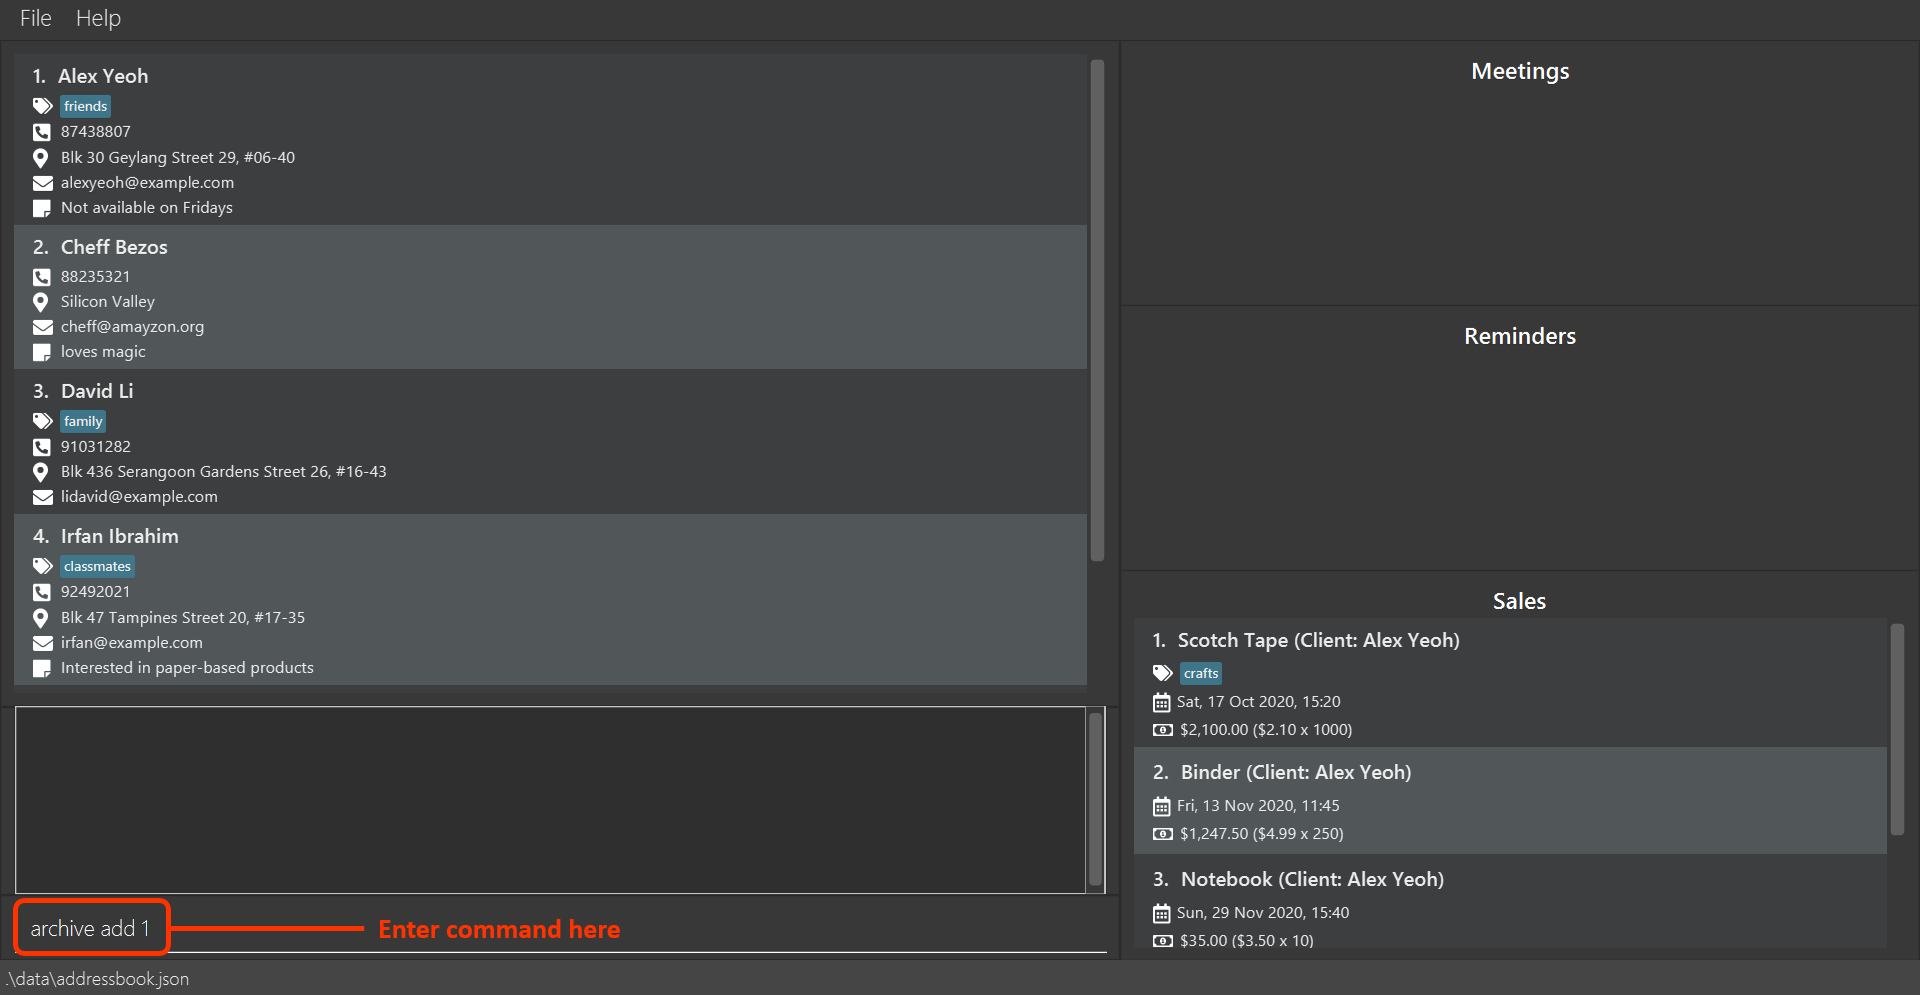 File Help
1. Alex Yeoh
friends
87438807
Blk 30 Geylang Street 29, #06-40
alexyeoh@example.com
Not available on Fridays
2. Cheff Bezos
88235321
Silicon Valley
cheff@amayzon.org
loves magic
3. David Li
family
91031282
Blk 436 Serangoon Gardens Street 26, #16-43
lidavid@example.com
4. Irfan Ibrahim
classmates
92492021
Blk 47 Tampines Street 20, #17-35
irfan@example.com
Interested in paper-based products
archive add 1
Enter command here
Meetings
Reminders
Sales
1. Scotch Tape (Client: Alex Yeoh)
crafts
Sat, 17 Oct 2020, 15:20
$2,100.00 ($2.10 x 1000)
2. Binder (Client: Alex Yeoh)
Fri, 13 Nov 2020, 11:45
$1,247.50 ($4.99 x 250)
3. Notebook (Client: Alex Yeoh)
Sun, 29 Nov 2020, 15:40
$35.00 ($3.50 x 10)
.\data\addressbook.json